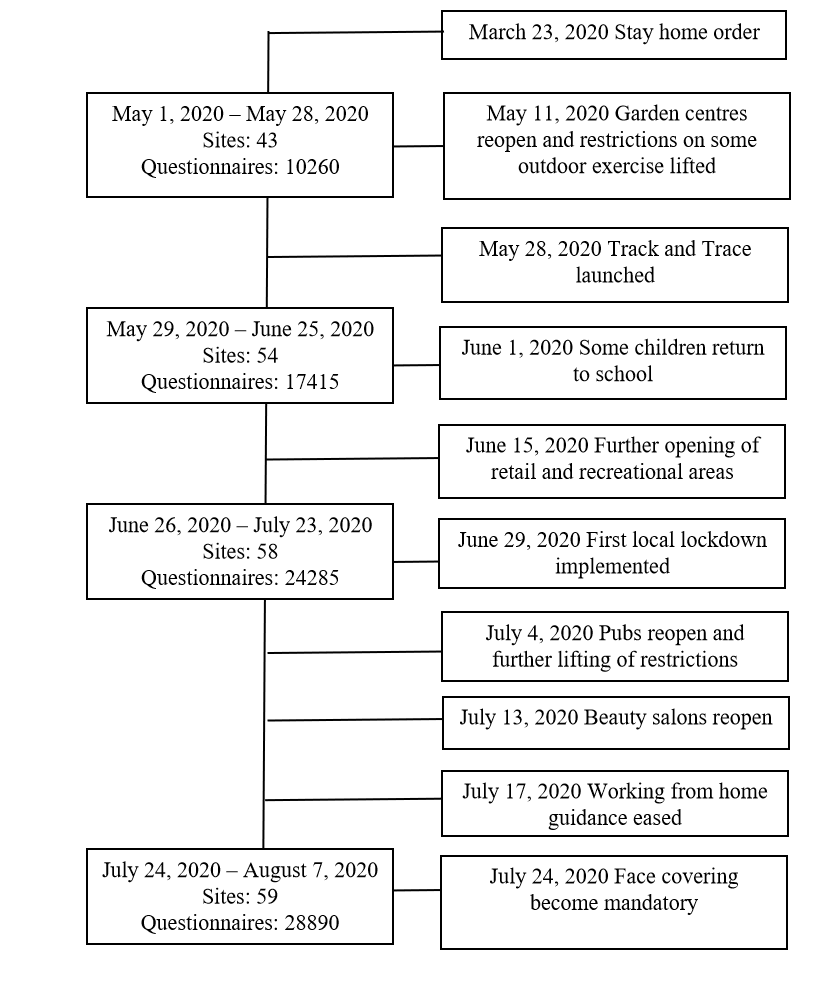 March 23, 2020 Stay home order
May 1, 2020 – May 28, 2020
Sites: 43
Questionnaires: 10260
May 11, 2020 Garden centres
reopen and restrictions on some
outdoor exercise lifted
May 28, 2020 Track and Trace
launched
May 29, 2020 – June 25, 2020
Sites: 54
Questionnaires: 17415
June 1, 2020 Some children return
to school
June 15, 2020 Further opening of
retail and recreational areas
June 26, 2020 – July 23, 2020
Sites: 58
Questionnaires: 24285
June 29, 2020 First local lockdown
implemented
July 4, 2020 Pubs reopen and
further lifting of restrictions
July 13, 2020 Beauty salons reopen
July 17, 2020 Working from home
guidance eased
July 24, 2020 – August 7, 2020
Sites: 59
Questionnaires: 28890
July 24, 2020 Face covering
become mandatory